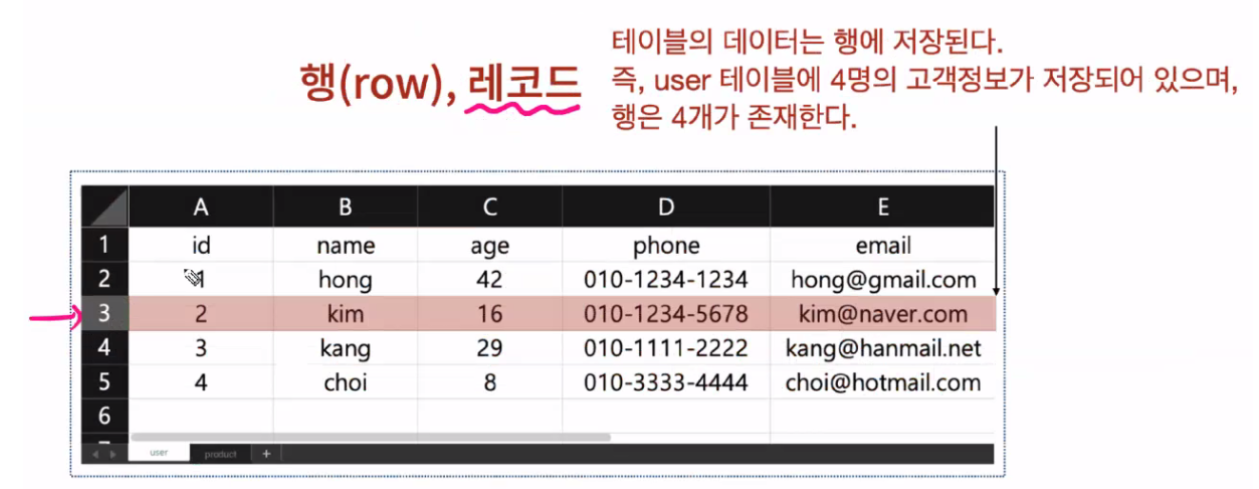 행(row), 레코드
테이블의 데이터는 행에 저장된다.
즉, user 테이블에 4명의 고객정보가 저장되어 있으며,
행은 4개가 존재한다.
A B C D E
1 id name age phone email
2 hong 42 010-1234-1234 hong@gmail.com
3 2 kim 16 010-1234-5678 kim@naver.com
4 3 kang 29 010-1111-2222 kang@hanmail.net
5 4 choi 8 010-3333-4444 choi@hotmail.com
6
user product +